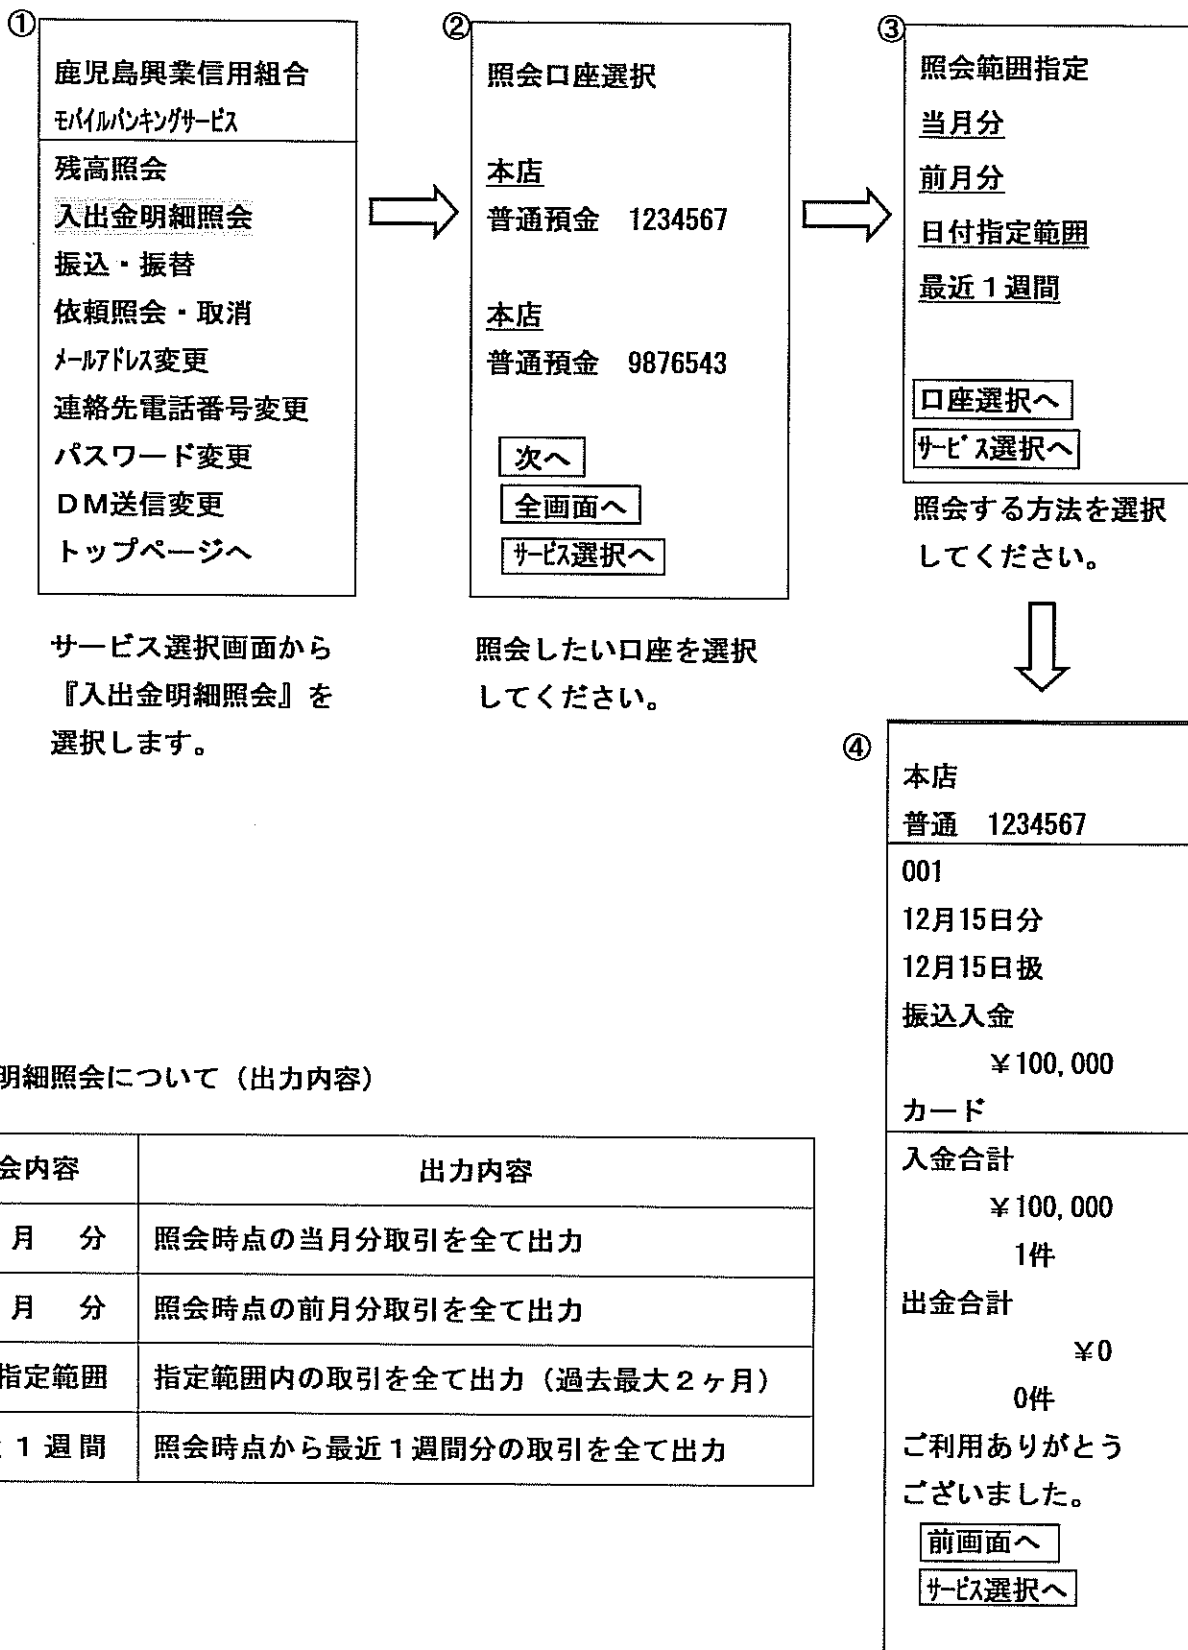 ①
鹿児島興業信用組合
モバイルバンキングサービス
残高照会
入出金明細照会
振込・振替
依頼照会・取消
メールアドレス変更
連絡先電話番号変更
パスワード変更
DM送信変更
トップページへ
サービス選択画面から
『入出金明細照会』を
選択します。
②
照会口座選択
本店
普通預金 1234567
本店
普通預金 9876543
次へ
全画面へ
サービス選択へ
照会したい口座を選択
してください。
③
照会範囲指定
当月分
前月分
日付指定範囲
最近1週間
口座選択へ
サービス選択へ
照会する方法を選択
してください。
④
本店
普通 1234567
001
12月15日分
12月15日扱
振込入金
¥100,000
カード
入金合計
¥100,000
1件
出金合計
¥0
0件
ご利用ありがとう
ございました。
前画面へ
サービス選択へ
明細照会について（出力内容）
会内容 出力内容
月 分 照会時点の当月分取引を全て出力
月 分 照会時点の前月分取引を全て出力
指定範囲 指定範囲内の取引を全て出力（過去最大2ヶ月）
1週間 照会時点から最近1週間分の取引を全て出力